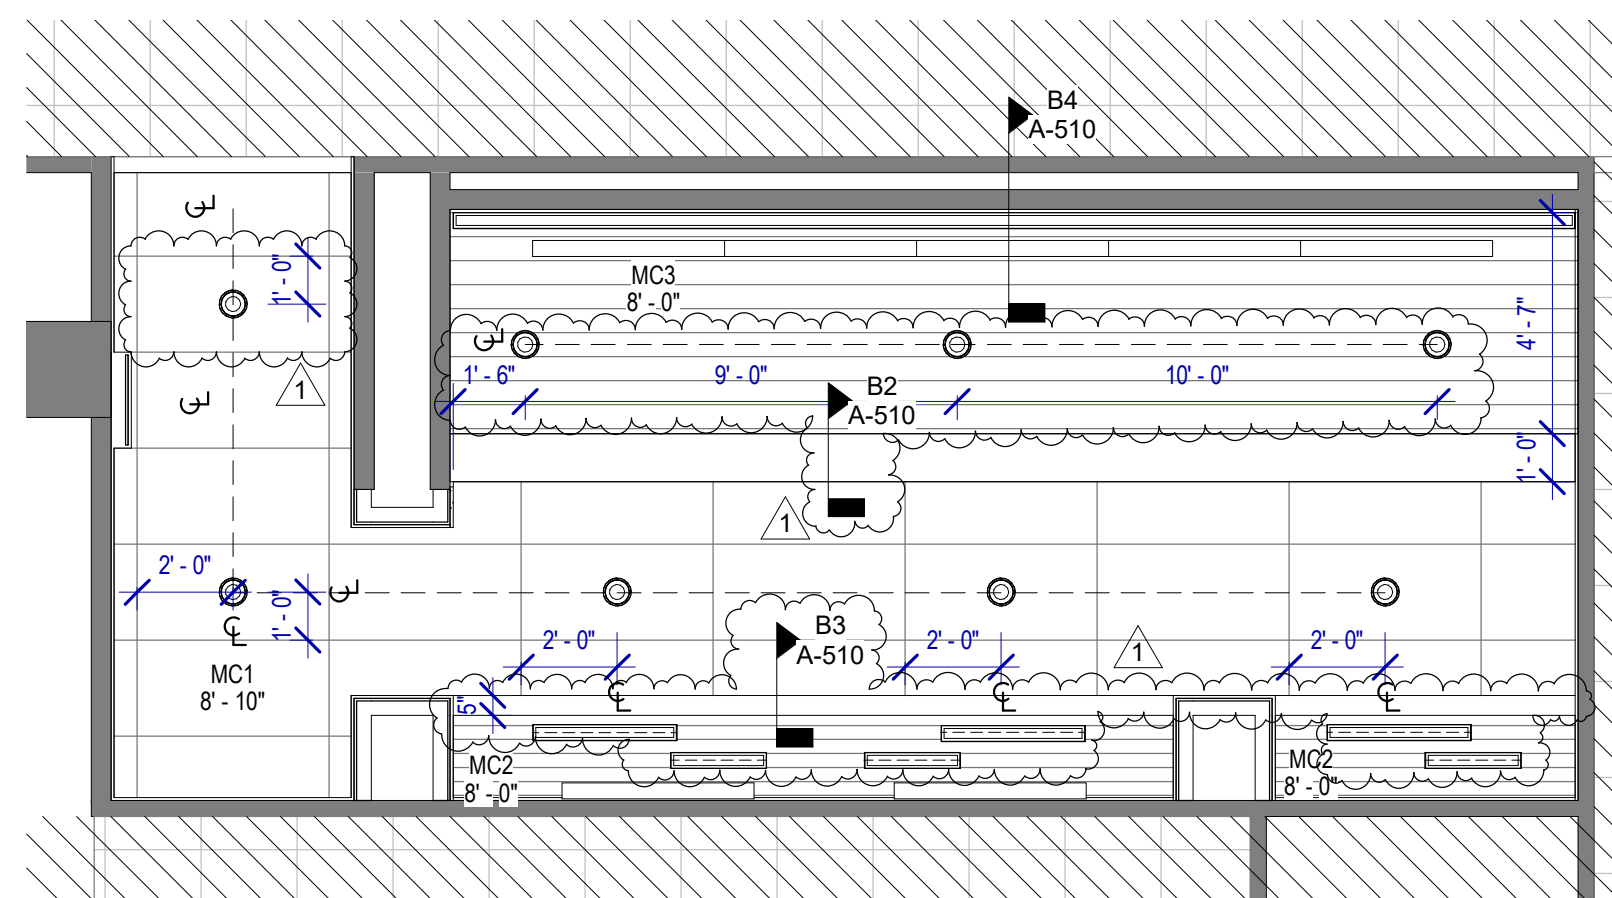 B4
A-510
1' - 0"
MC3
8' - 0"
4' - 7"
1' - 6"
9' - 0"
10' - 0"
B2
A-510
1
1' - 0"
1
2' - 0"
1' - 0"
2' - 0"
B3
A-510
2' - 0"
1
2' - 0"
MC1
8' - 10"
5"
MC2
8' - 0"
MC2
8' - 0"